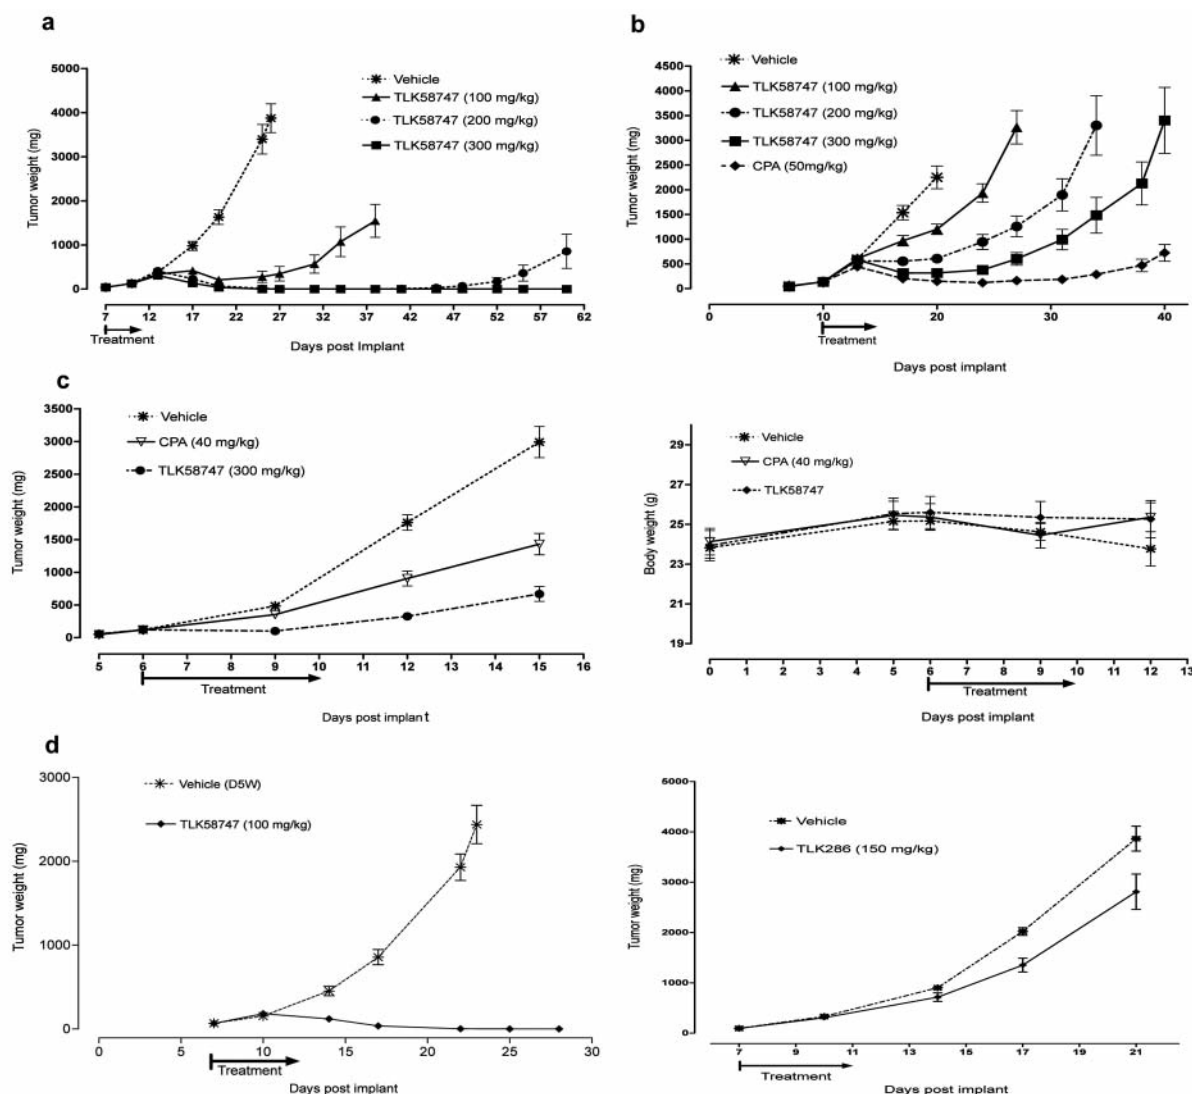 a
Tumor weight (mg)
5000
4000
3000
2000
1000
0
Vehicle
TLK58747 (100 mg/kg)
TLK58747 (200 mg/kg)
TLK58747 (300 mg/kg)
7 12 17 22 27 32 37 42 47 52 57 62
Treatment
Days post Implant
b
Tumor weight (mg)
4500
4000
3500
3000
2500
2000
1500
1000
500
0
Vehicle
TLK58747 (100 mg/kg)
TLK58747 (200 mg/kg)
TLK58747 (300 mg/kg)
CPA (50mg/kg)
0 10 20 30 40
Treatment
Days post implant
c
Tumor weight (mg)
3500
3000
2500
2000
1500
1000
500
0
Vehicle
CPA (40 mg/kg)
TLK58747 (300 mg/kg)
5 6 7 8 9 10 11 12 13 14 15 16
Treatment
Days post implant
Body weight (g)
29
27
25
23
21
19
Vehicle
CPA (40 mg/kg)
TLK58747
0 1 2 3 4 5 6 7 8 9 10 11 12 13
Treatment
Days post implant
d
Tumor weight (mg)
3000
2000
1000
0
Vehicle (D5W)
TLK58747 (100 mg/kg)
0 5 10 15 20 25 30
Treatment
Days post implant
Tumor weight (mg)
5000
4000
3000
2000
1000
0
Vehicle
TLK286 (150 mg/kg)
7 9 11 13 15 17 19 21
Treatment
Days post implant